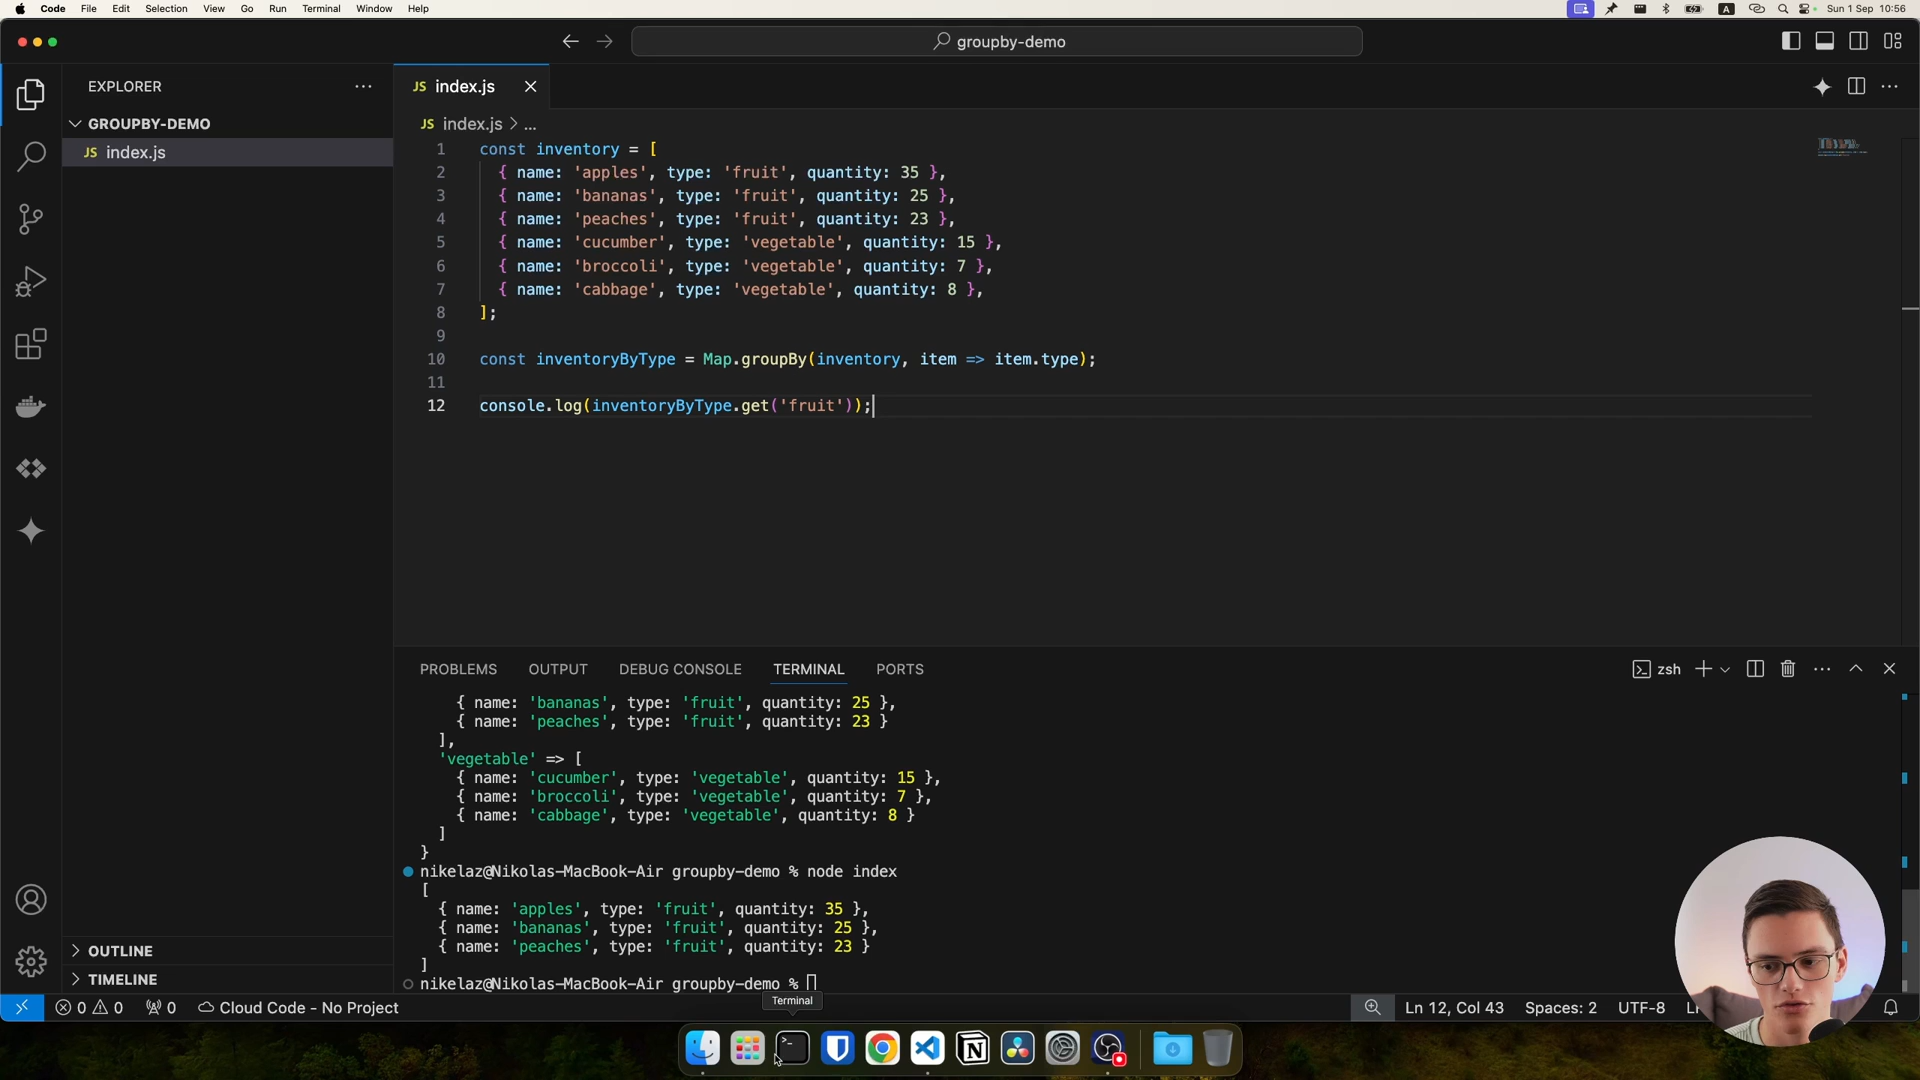 Code File Edit Selection View Go Run Terminal Window Help
A Sun 1 Sep 10:56
groupby-demo
EXPLORER
GROUPBY-DEMO
JS index.js
OUTLINE
TIMELINE
JS index.js
JS index.js > ...
1 const inventory = [
2 { name: 'apples', type: 'fruit', quantity: 35 },
3 { name: 'bananas', type: 'fruit', quantity: 25 },
4 { name: 'peaches', type: 'fruit', quantity: 23 },
5 { name: 'cucumber', type: 'vegetable', quantity: 15 },
6 { name: 'broccoli', type: 'vegetable', quantity: 7 },
7 { name: 'cabbage', type: 'vegetable', quantity: 8 },
8 ];
9
10 const inventoryByType = Map.groupBy(inventory, item => item.type);
11
12 console.log(inventoryByType.get('fruit'));
PROBLEMS OUTPUT DEBUG CONSOLE TERMINAL PORTS
zsh
{ name: 'bananas', type: 'fruit', quantity: 25 },
{ name: 'peaches', type: 'fruit', quantity: 23 }
],
'vegetable' => [
{ name: 'cucumber', type: 'vegetable', quantity: 15 },
{ name: 'broccoli', type: 'vegetable', quantity: 7 },
{ name: 'cabbage', type: 'vegetable', quantity: 8 }
]
}
nikelaz@Nikolas-MacBook-Air groupby-demo % node index
[
{ name: 'apples', type: 'fruit', quantity: 35 },
{ name: 'bananas', type: 'fruit', quantity: 25 },
{ name: 'peaches', type: 'fruit', quantity: 23 }
]
nikelaz@Nikolas-MacBook-Air groupby-demo %
Terminal
0 0 0 Cloud Code - No Project
Ln 12, Col 43 Spaces: 2 UTF-8